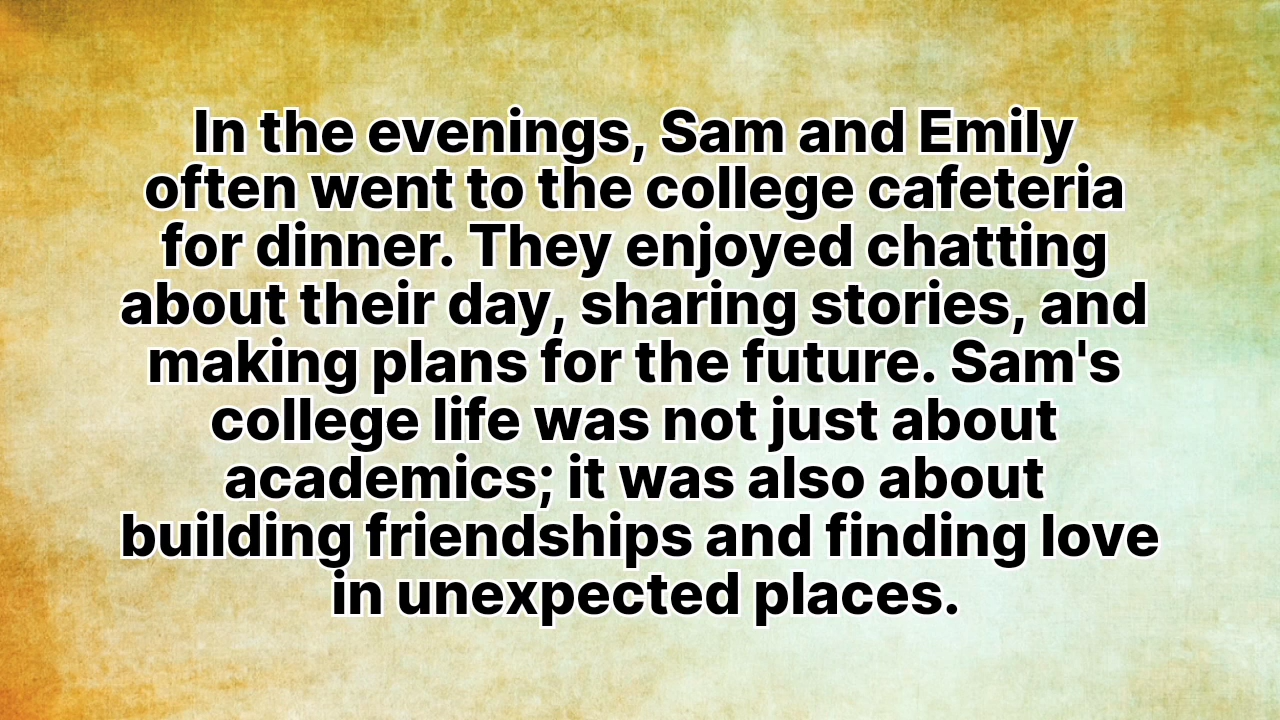 In the evenings, Sam and Emily
often went to the college cafeteria
for dinner. They enjoyed chatting
about their day, sharing stories, and
making plans for the future. Sam's
college life was not just about
academics; it was also about
building friendships and finding love
in unexpected places.